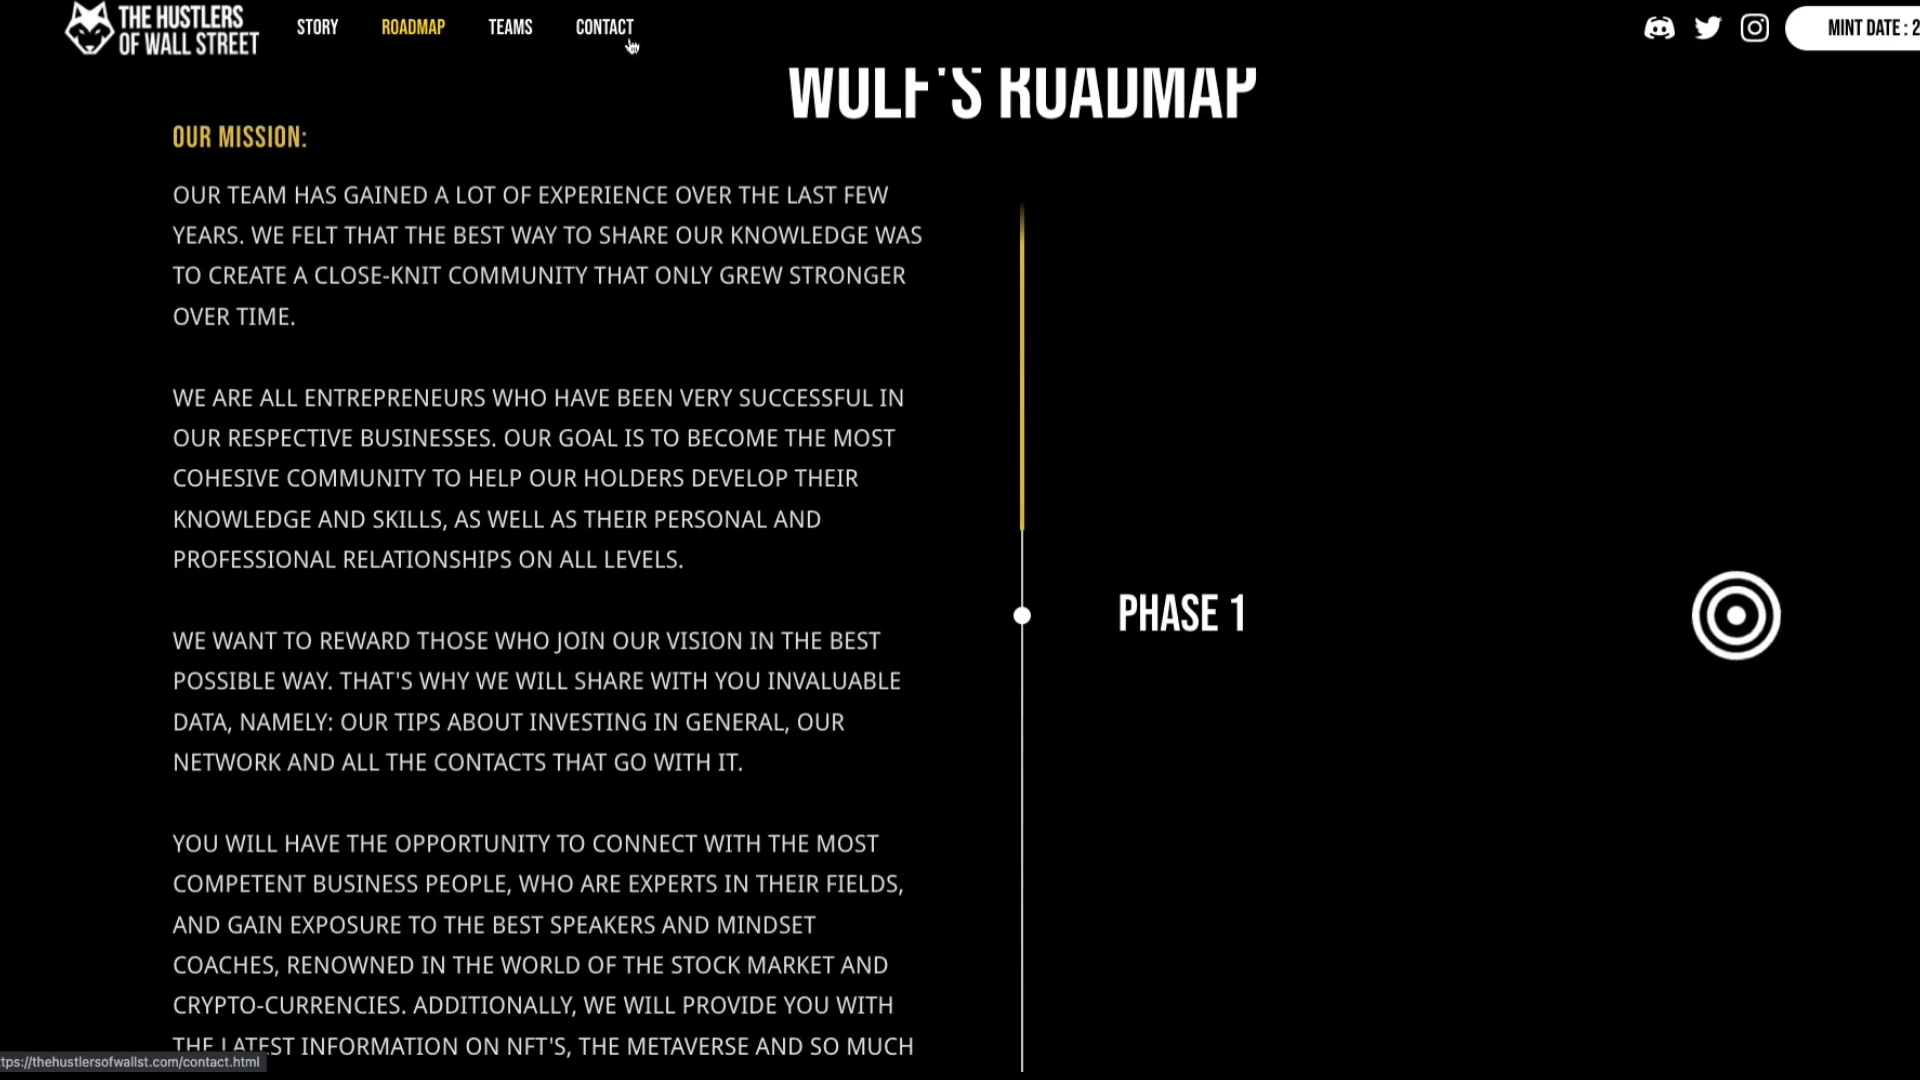 THE HUSTLERS
OF WALL STREET
STORY
ROADMAP
TEAMS
CONTACT
MINT DATE : 2
WOLF'S ROADMAP
OUR MISSION:
OUR TEAM HAS GAINED A LOT OF EXPERIENCE OVER THE LAST FEW
YEARS. WE FELT THAT THE BEST WAY TO SHARE OUR KNOWLEDGE WAS
TO CREATE A CLOSE-KNIT COMMUNITY THAT ONLY GREW STRONGER
OVER TIME.
WE ARE ALL ENTREPRENEURS WHO HAVE BEEN VERY SUCCESSFUL IN
OUR RESPECTIVE BUSINESSES. OUR GOAL IS TO BECOME THE MOST
COHESIVE COMMUNITY TO HELP OUR HOLDERS DEVELOP THEIR
KNOWLEDGE AND SKILLS, AS WELL AS THEIR PERSONAL AND
PROFESSIONAL RELATIONSHIPS ON ALL LEVELS.
WE WANT TO REWARD THOSE WHO JOIN OUR VISION IN THE BEST
POSSIBLE WAY. THAT'S WHY WE WILL SHARE WITH YOU INVALUABLE
DATA, NAMELY: OUR TIPS ABOUT INVESTING IN GENERAL, OUR
NETWORK AND ALL THE CONTACTS THAT GO WITH IT.
YOU WILL HAVE THE OPPORTUNITY TO CONNECT WITH THE MOST
COMPETENT BUSINESS PEOPLE, WHO ARE EXPERTS IN THEIR FIELDS,
AND GAIN EXPOSURE TO THE BEST SPEAKERS AND MINDSET
COACHES, RENOWNED IN THE WORLD OF THE STOCK MARKET AND
CRYPTO-CURRENCIES. ADDITIONALLY, WE WILL PROVIDE YOU WITH
THE LATEST INFORMATION ON NFT'S, THE METAVERSE AND SO MUCH
PHASE 1
ttps://thehustlersofwallst.com/contact.html